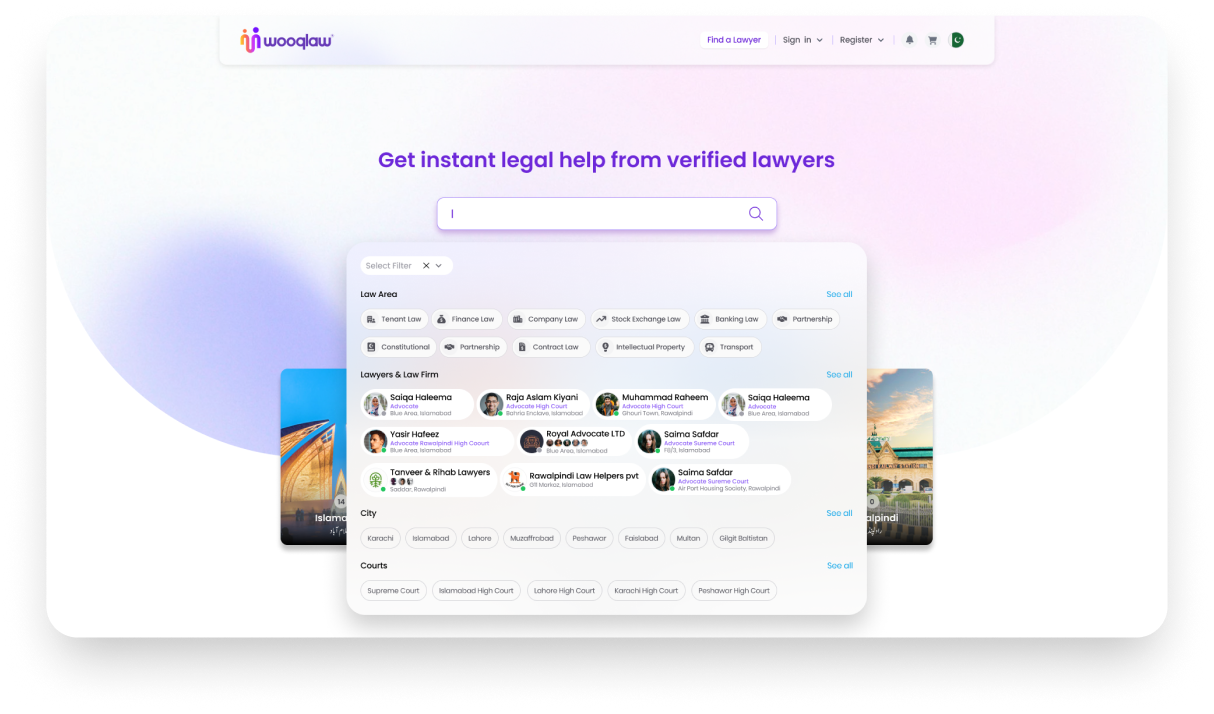 wooqlaw
Find a Lawyer
Sign in
Register
Get instant legal help from verified lawyers
Select Filter
Law Area
See all
Tenant Law
Finance Law
Company Law
Stock Exchange Law
Banking Law
Partnership
Constitutional
Partnership
Contract Law
Intellectual Property
Transport
Lawyers & Law Firm
See all
Saiqa Haleema
Advocate
Blue Area, Islamabad
Raja Aslam Kiyani
Advocate High Court
Bahria Enclave, Islamabad
Muhammad Raheem
Advocate High Court
Ghouri Town, Rawalpindi
Saiqa Haleema
Advocate
Blue Area, Islamabad
Yasir Hafeez
Advocate Rawalpindi High Coourt
Blue Area, Islamabad
Royal Advocate LTD
Blue Area, Islamabad
Saima Safdar
Advocate Sureme Court
F8/3, Islamabad
Tanveer & Rihab Lawyers
Saddar, Rawalpindi
Rawalpindi Law Helpers pvt
G11 Markaz, Islamabad
Saima Safdar
Advocate Sureme Court
Air Port Housing Society, Rawalpindi
City
See all
Karachi
Islamabad
Lahore
Muzaffrabad
Peshawar
Faislabad
Multan
Gilgit Baltistan
Courts
See all
Supreme Court
Islamabad High Court
Lahore High Court
Karachi High Court
Peshawar High Court
14
Islama
0
alpindi